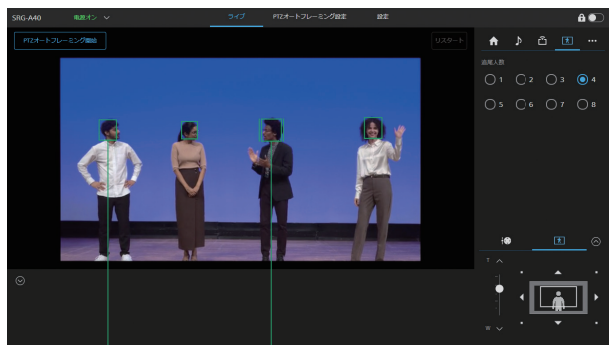 SRG-A40
電源 オン
ライブ
PTZオートフレーミング設定
設定
PTZオートフレーミング開始
リスタート
追尾人数
1
2
3
4
5
6
7
8
T
W